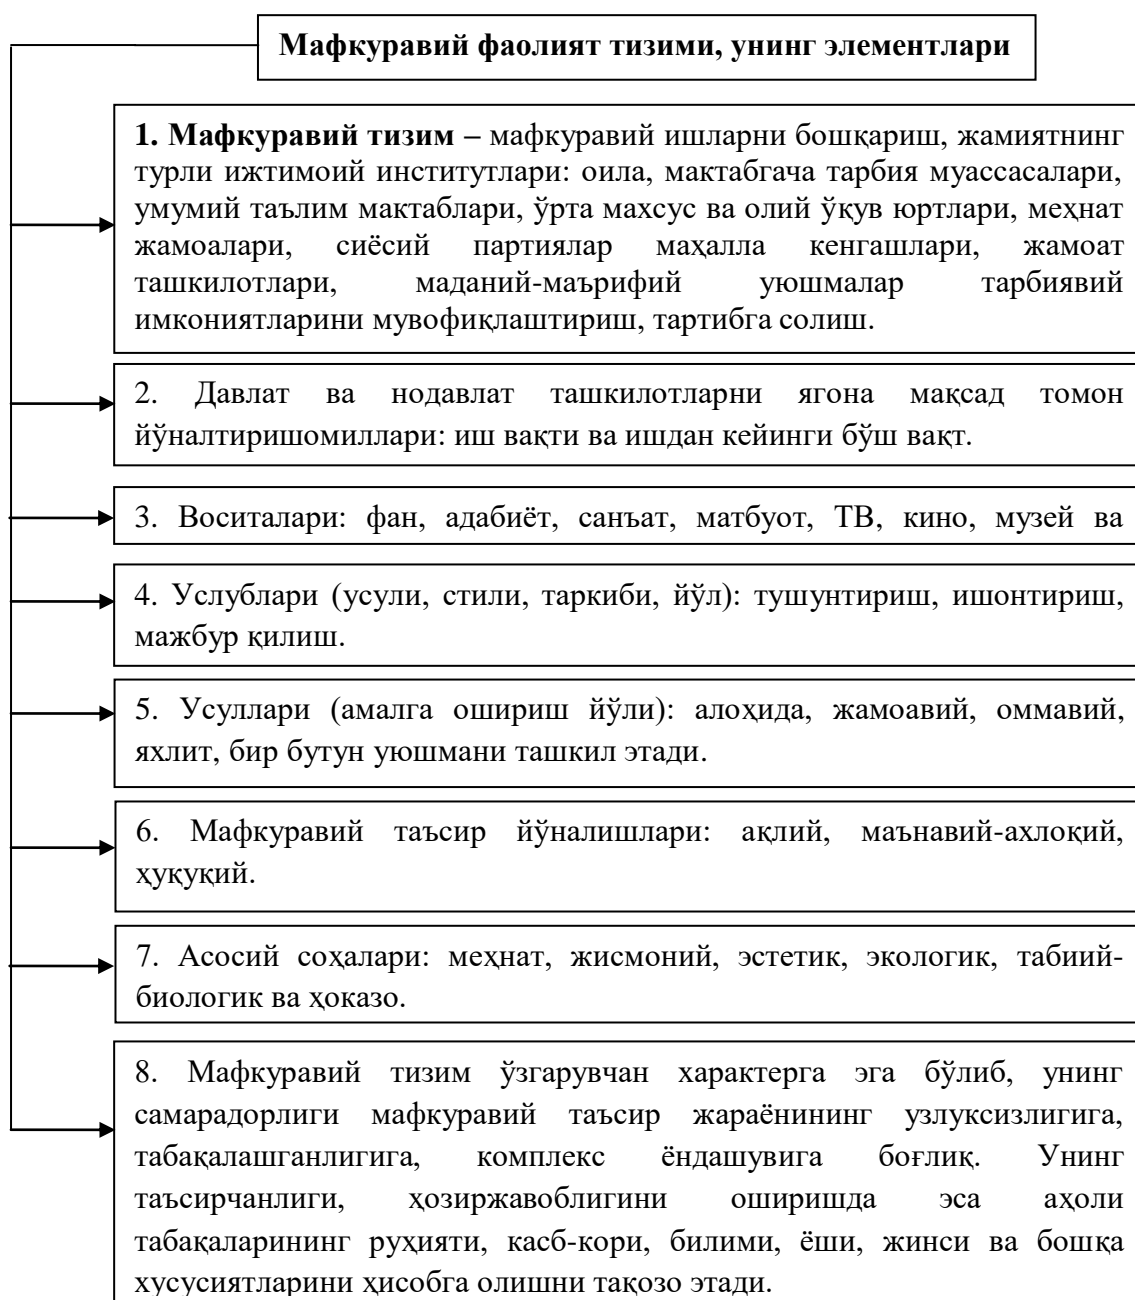 Мафкуравий фаолият тизими, унинг элементлари
1. Мафкуравий тизим – мафкуравий ишларни бошқариш, жамиятнинг
турли ижтимоий институтлари: оила, мактабгача тарбия муассасалари,
умумий таълим мактаблари, ўрта махсус ва олий ўқув юртлари, меҳнат
жамоалари, сиёсий партиялар маҳалла кенгашлари, жамоат
ташкилотлари, маданий-маърифий уюшмалар тарбиявий
имкониятларини мувофиқлаштириш, тартибга солиш.
2. Давлат ва нодавлат ташкилотларни ягона мақсад томон
йўналтиришомиллари: иш вақти ва ишдан кейинги бўш вақт.
3. Воситалари: фан, адабиёт, санъат, матбуот, ТВ, кино, музей ва
4. Услублари (усули, стили, таркиби, йўл): тушунтириш, ишонтириш,
мажбур қилиш.
5. Усуллари (амалга ошириш йўли): алоҳида, жамоавий, оммавий,
яхлит, бир бутун уюшмани ташкил этади.
6. Мафкуравий таъсир йўналишлари: ақлий, маънавий-ахлоқий,
ҳуқуқий.
7. Асосий соҳалари: меҳнат, жисмоний, эстетик, экологик, табиий-
биологик ва ҳоказо.
8. Мафкуравий тизим ўзгарувчан характерга эга бўлиб, унинг
самарадорлиги мафкуравий таъсир жараёнининг узлуксизлигига,
табақалашганлигига, комплекс ёндашувига боғлиқ. Унинг
таъсирчанлиги, ҳозиржавоблигини оширишда эса аҳоли
табақаларининг руҳияти, касб-кори, билими, ёши, жинси ва бошқа
хусусиятларини ҳисобга олишни тақозо этади.